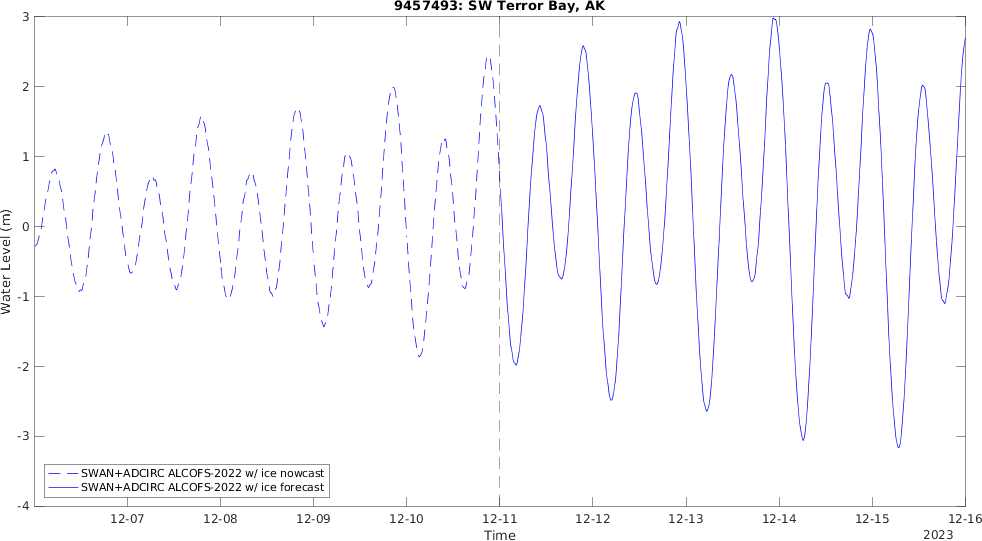 9457493: SW Terror Bay, AK
3
2
1
0
-1
-2
-3
-4
Water Level (m)
SWAN+ADCIRC ALCOFS-2022 w/ ice nowcast
SWAN+ADCIRC ALCOFS-2022 w/ ice forecast
12-07 12-08 12-09 12-10 12-11 12-12 12-13 12-14 12-15 12-16
Time
2023